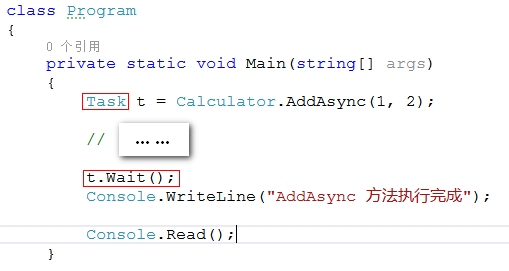 class Program
{
0 个引用
private static void Main(string[] args)
{
Task t = Calculator.AddAsync(1, 2);
// ... ...
t.Wait();
Console.WriteLine("AddAsync 方法执行完成");
Console.Read();
}